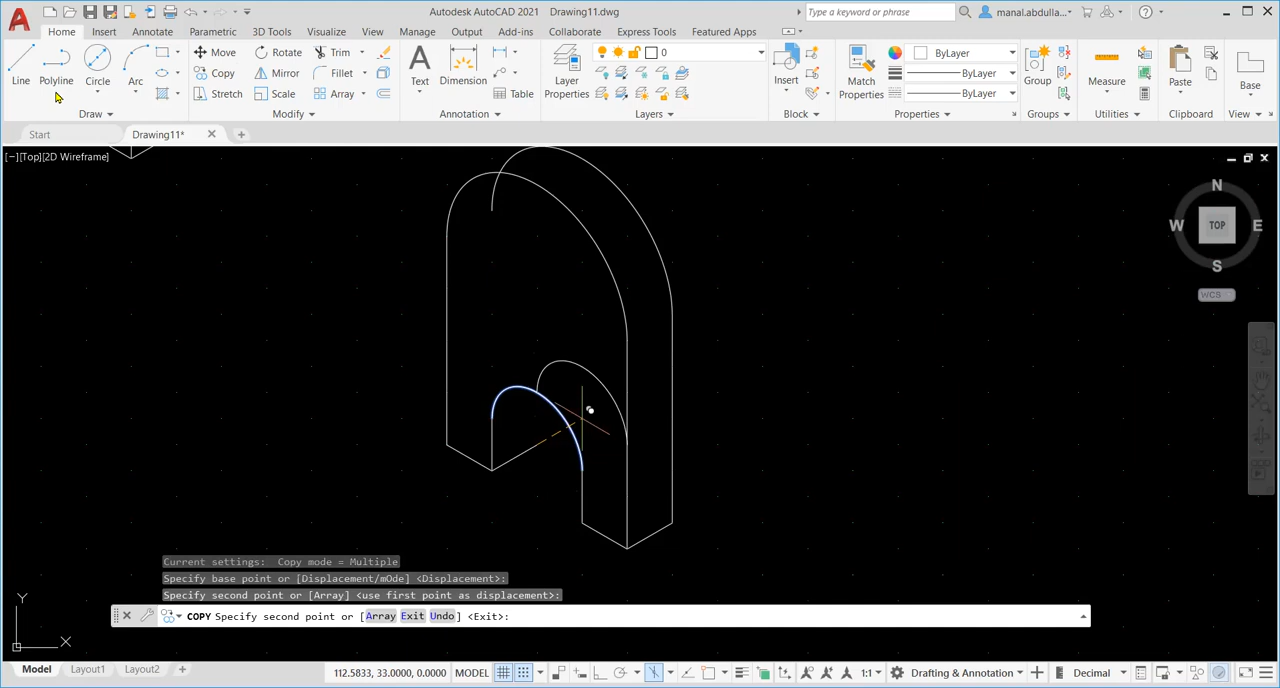 Autodesk AutoCAD 2021 Drawing11.dwg
Type a keyword or phrase
manal.abdulla...
Home Insert Annotate Parametric 3D Tools Visualize View Manage Output Add-ins Collaborate Express Tools Featured Apps
Line Polyline Circle Arc
Move Rotate Trim
Copy Mirror Fillet
Stretch Scale Array
Text Dimension Table
Layer Properties
0
Insert
Match Properties
ByLayer
ByLayer
ByLayer
Group
Measure
Paste
Base
Draw Modify Annotation Layers Block Properties Groups Utilities Clipboard View
Start Drawing11*
[−][Top][2D Wireframe]
N
W TOP E
S
WCS
Current settings: Copy mode = Multiple
Specify base point or [Displacement/mOde] <Displacement>:
Specify second point or [Array] <use first point as displacement>:
COPY Specify second point or [Array Exit Undo] <Exit>:
Y
X
Model Layout1 Layout2
112.5833, 33.0000, 0.0000 MODEL 1:1 Drafting & Annotation Decimal